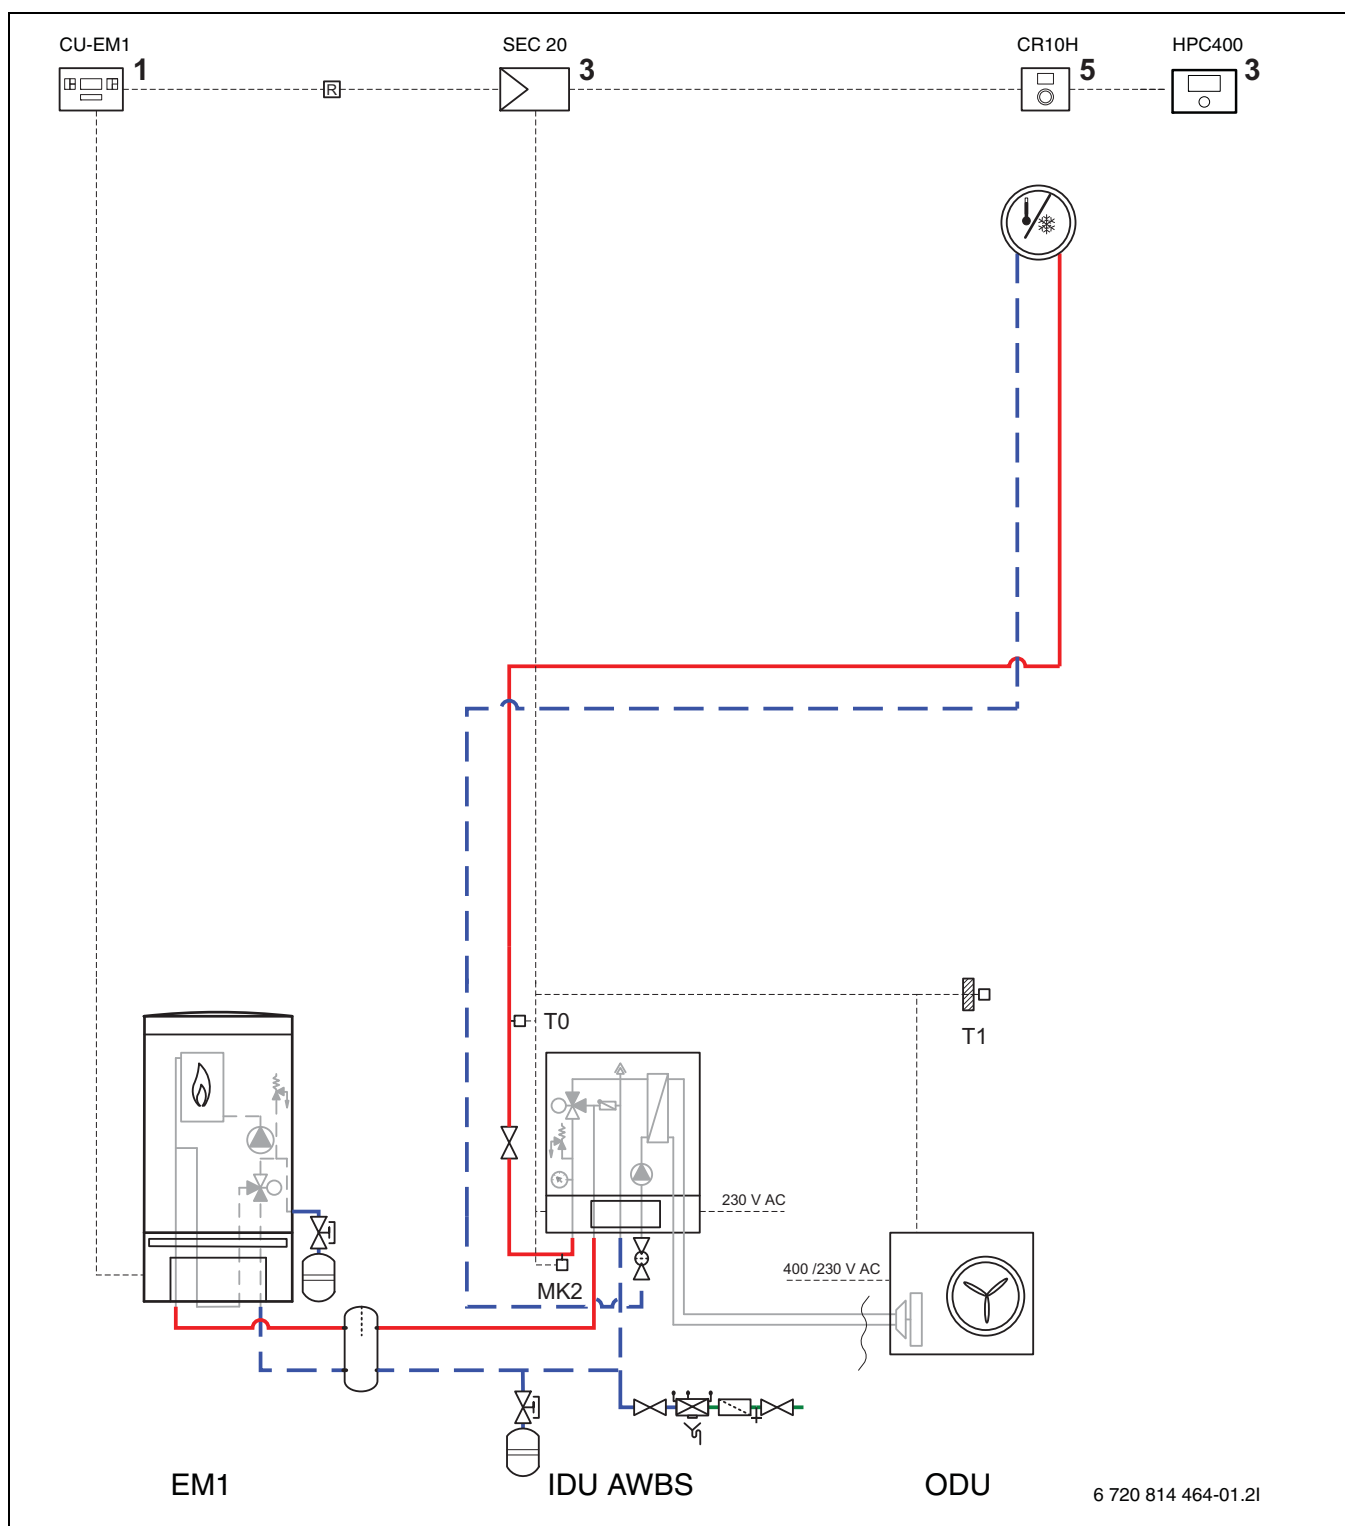 CU-EM1
SEC 20
CR10H
HPC400
1
R
3
5
3
T0
T1
230 V AC
400 /230 V AC
MK2
EM1
IDU AWBS
ODU
6 720 814 464-01.2I